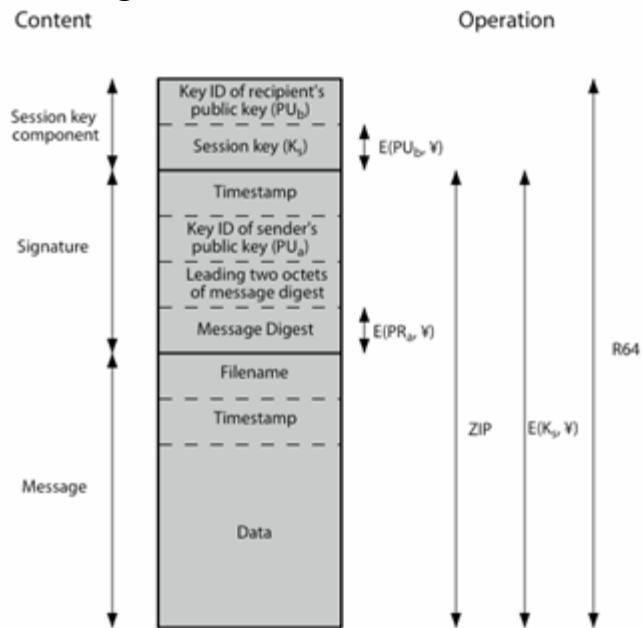 Content
Operation
Key ID of recipient's
public key (PUb)
Session key
component
Session key (Ks)
E(PUb, ¥)
Timestamp
Key ID of sender's
public key (PUa)
Signature
Leading two octets
of message digest
Message Digest
E(PRa, ¥)
R64
Filename
Timestamp
ZIP
E(Ks, ¥)
Message
Data